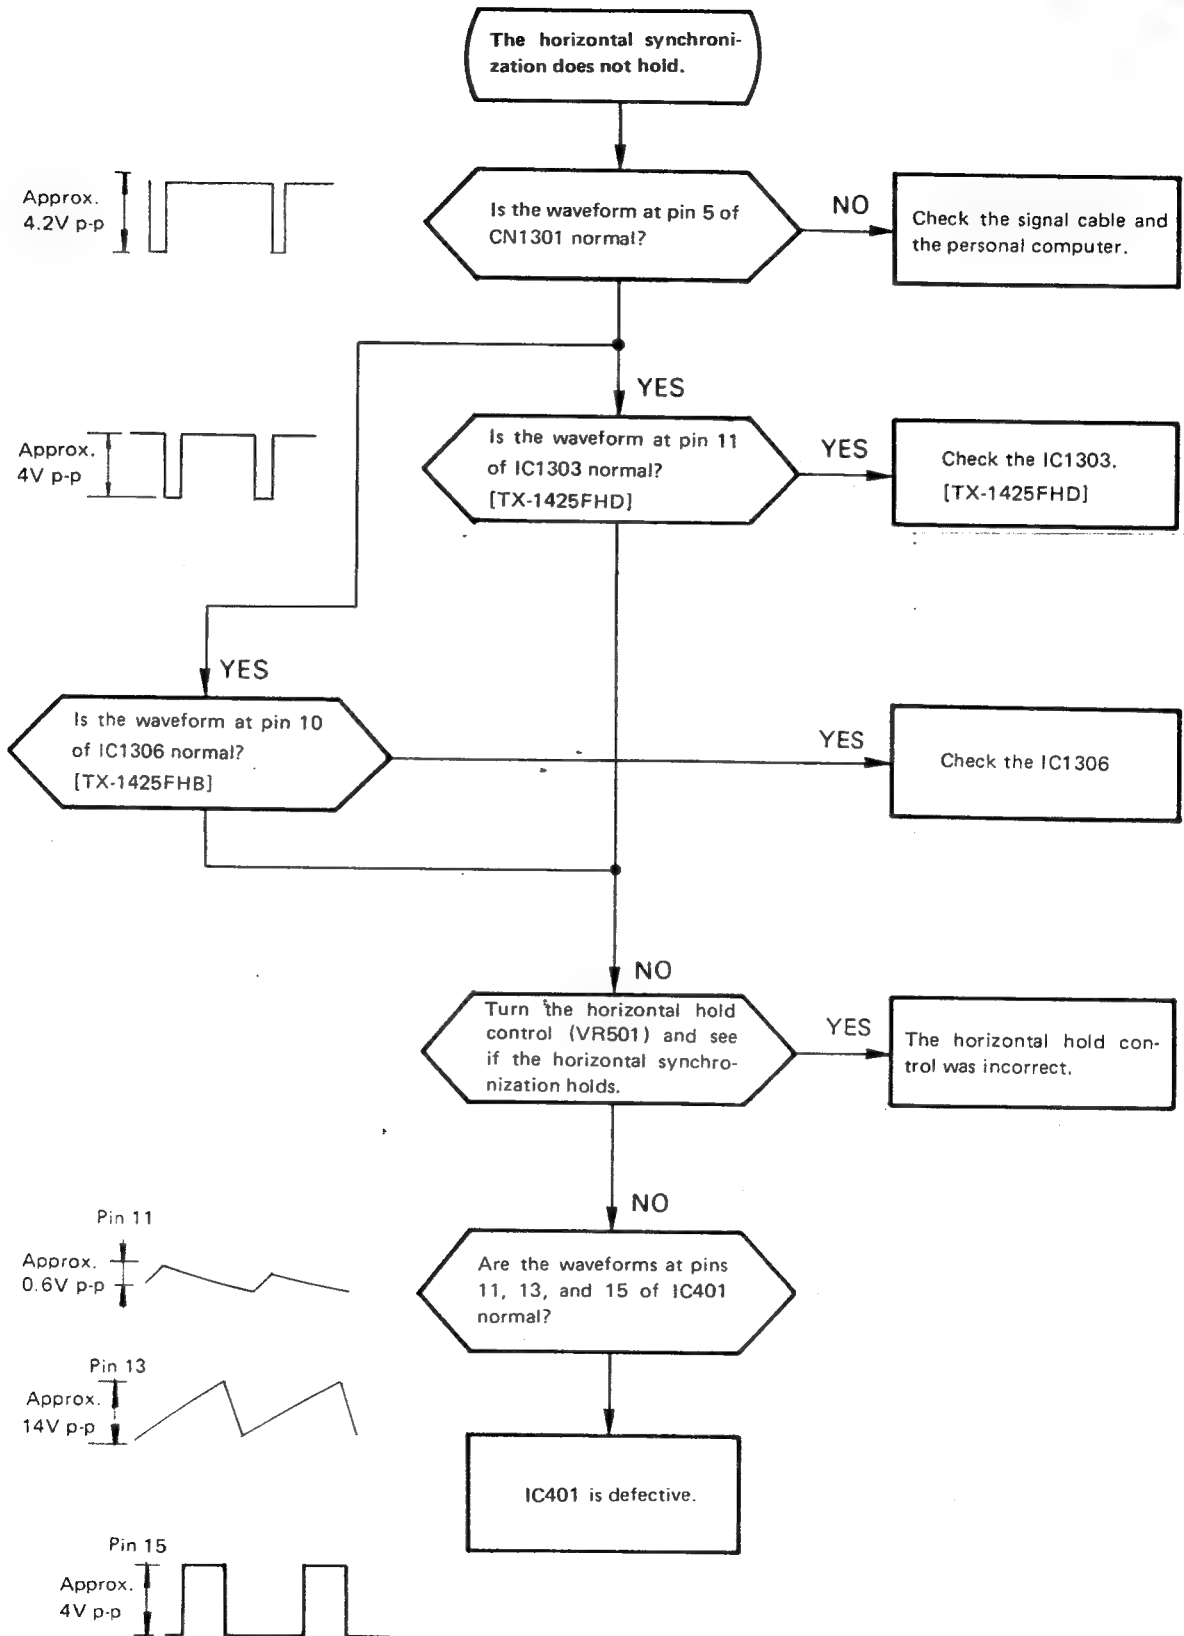 The horizontal synchroni-
zation does not hold.
Approx.
4.2V p-p
Is the waveform at pin 5 of
CN1301 normal?
NO
Check the signal cable and
the personal computer.
YES
Approx.
4V p-p
Is the waveform at pin 11
of IC1303 normal?
[TX-1425FHD]
YES
Check the IC1303.
[TX-1425FHD]
YES
Is the waveform at pin 10
of IC1306 normal?
[TX-1425FHB]
YES
Check the IC1306
NO
Turn the horizontal hold
control (VR501) and see
if the horizontal synchro-
nization holds.
YES
The horizontal hold con-
trol was incorrect.
NO
Pin 11
Approx.
0.6V p-p
Are the waveforms at pins
11, 13, and 15 of IC401
normal?
Pin 13
Approx.
14V p-p
IC401 is defective.
Pin 15
Approx.
4V p-p